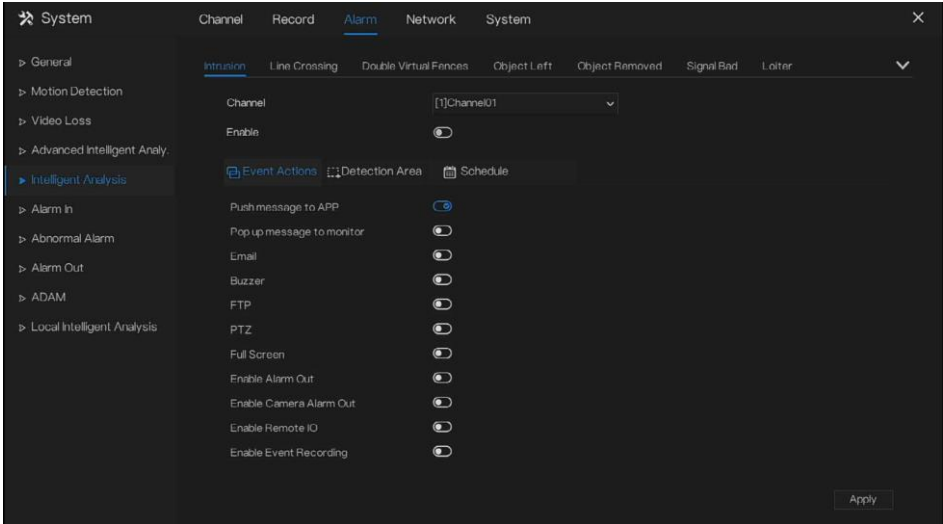 System
Channel Record Alarm Network System
General
Motion Detection
Video Loss
Advanced Intelligent Analy.
Intelligent Analysis
Alarm In
Abnormal Alarm
Alarm Out
ADAM
Local Intelligent Analysis
Intrusion Line Crossing Double Virtual Fences Object Left Object Removed Signal Bad Loiter
Channel [1]Channel01
Enable
Event Actions Detection Area Schedule
Push message to APP
Pop up message to monitor
Email
Buzzer
FTP
PTZ
Full Screen
Enable Alarm Out
Enable Camera Alarm Out
Enable Remote IO
Enable Event Recording
Apply